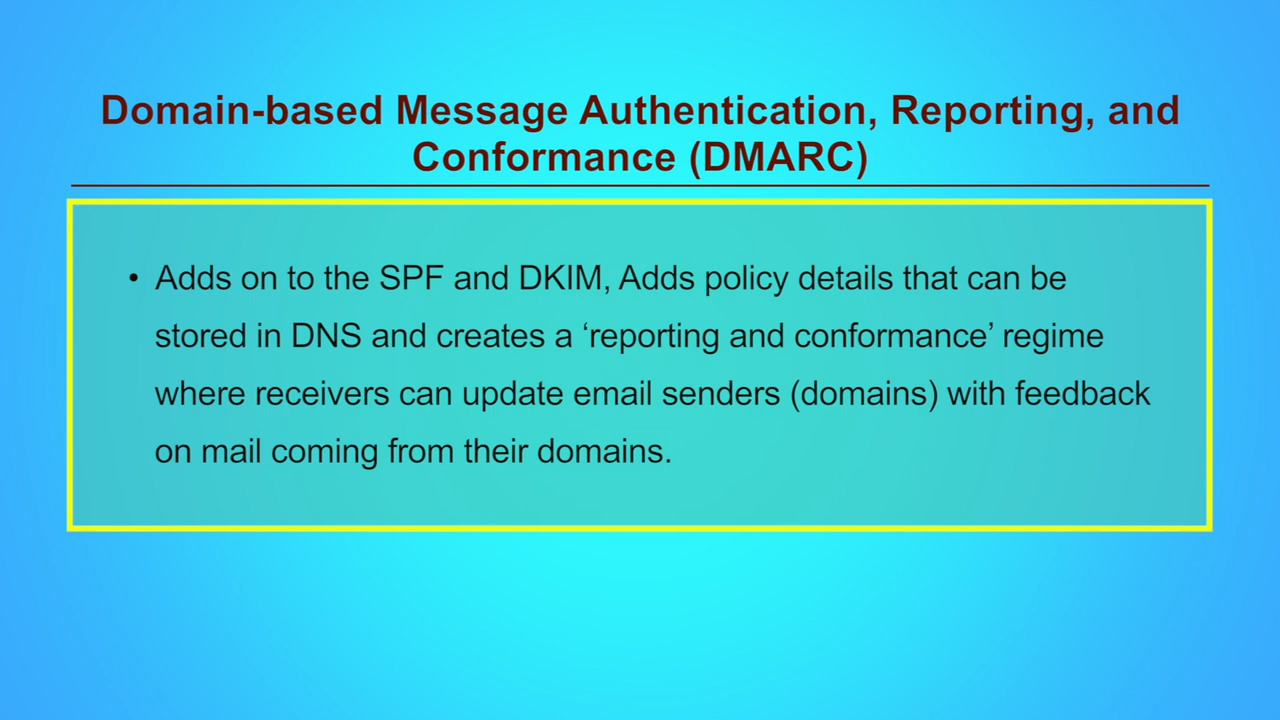 Domain-based Message Authentication, Reporting, and
Conformance (DMARC)
• Adds on to the SPF and DKIM, Adds policy details that can be
stored in DNS and creates a ‘reporting and conformance’ regime
where receivers can update email senders (domains) with feedback
on mail coming from their domains.